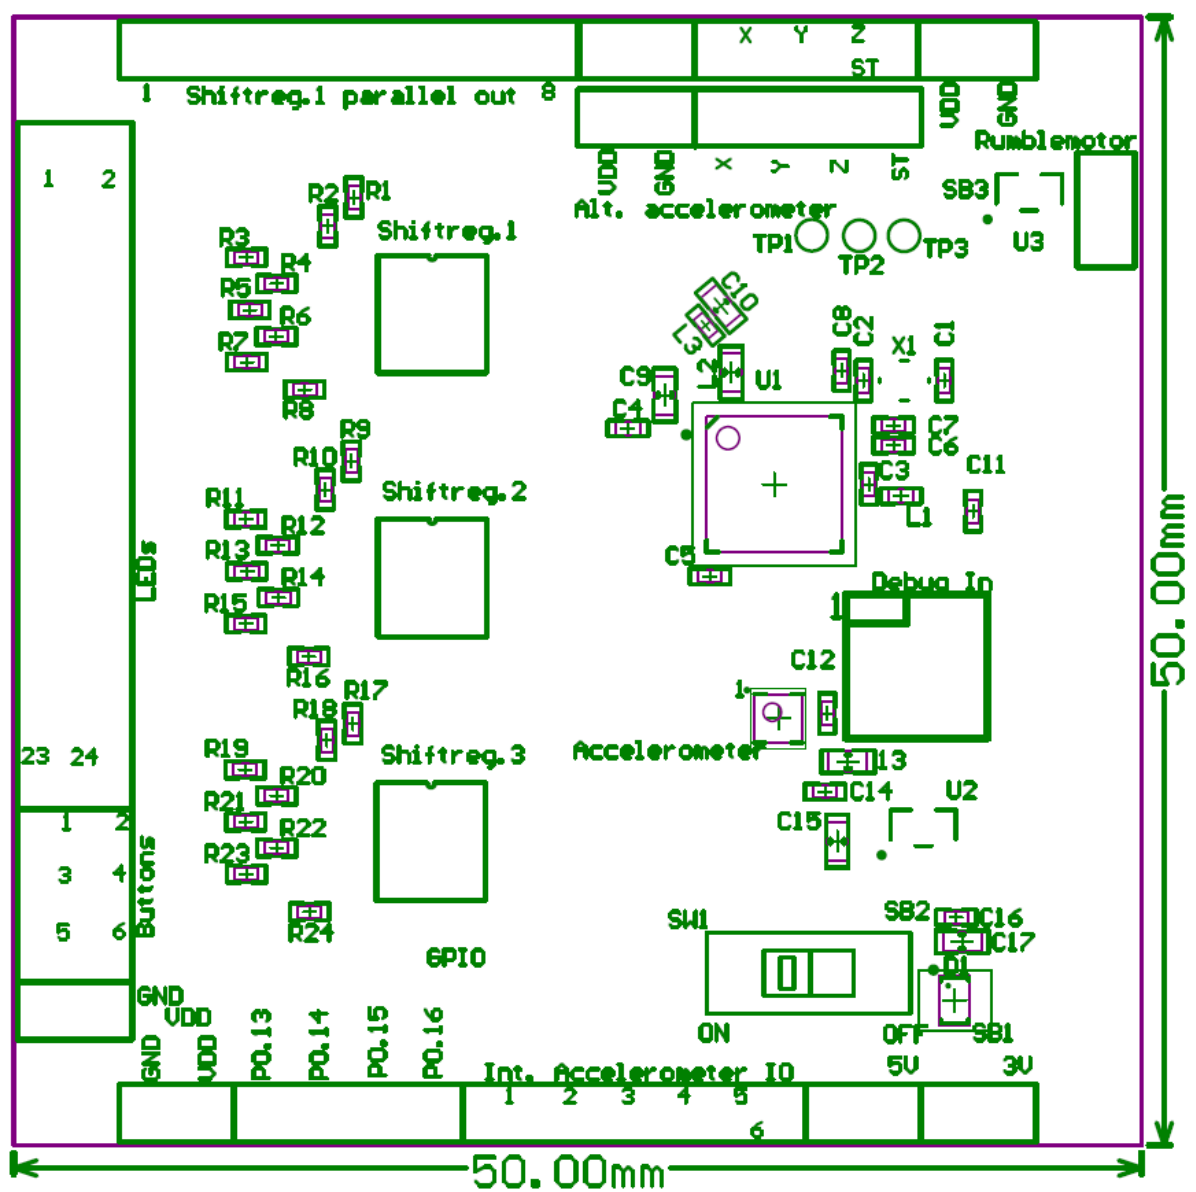 X Y Z
ST
1 Shiftreg.1 parallel out 8
VDD GND
Rumblemotor
VDD GND X Y Z ST
1 2
SB3
R2 R1
Alt. accelerometer
Shiftreg.1
U3
R3
TP1 TP2 TP3
R4
R5
C10
R6
C8 C2 C1
R7
L3
X1
L2
C9
U1
R8
C4
R9
C7
C6
R10
C3
C11
Shiftreg.2
R11
L1
R12
R13
C5
LEDs
R14
Debug In
R15
1
C12
R16
R17
1
R18
Accelerometer
Shiftreg.3
23 24
R19
13
R20
C14
U2
R21
1 2
C15
R22
R23
3 4
Buttons
5 6
SB2
C16
SW1
R24
C17
GPIO
D1
GND
VDD
GND VDD P0.13 P0.14 P0.15 P0.16
ON
OFF
SB1
5V 3V
Int. Accelerometer IO
1 2 3 4 5
6
50.00mm
50.00mm